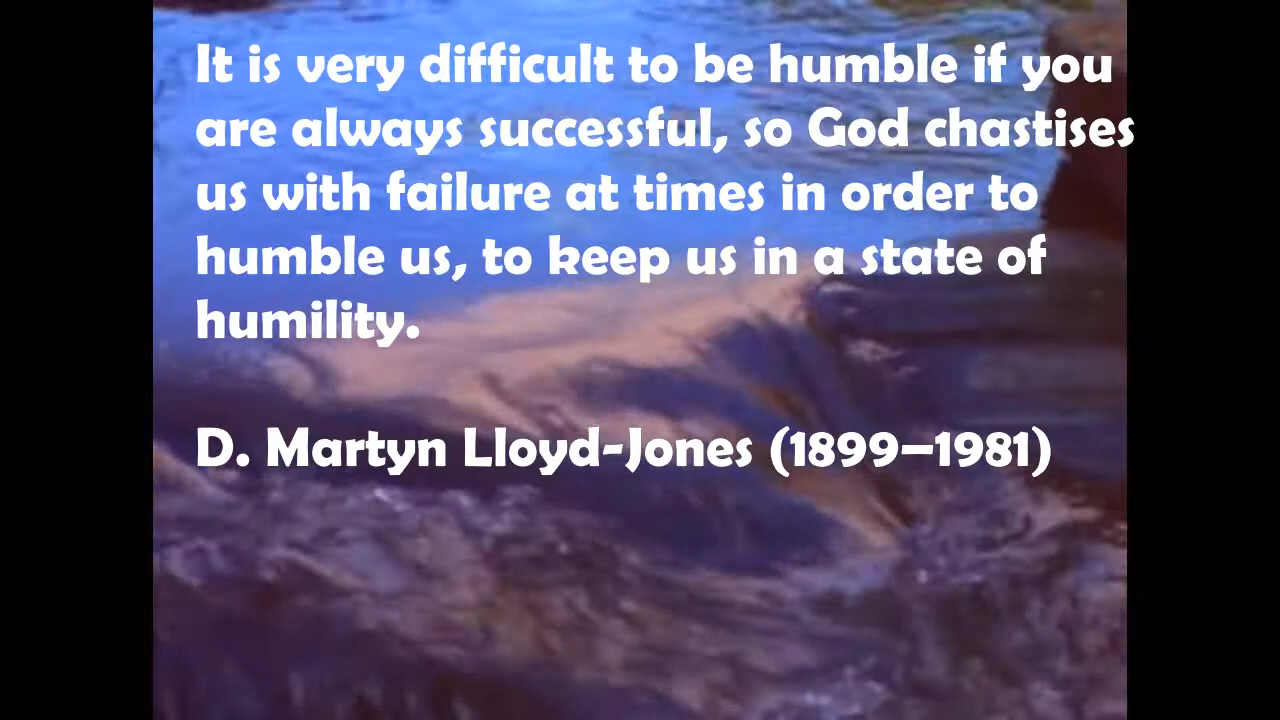 It is very difficult to be humble if you
are always successful, so God chastises
us with failure at times in order to
humble us, to keep us in a state of
humility.
D. Martyn Lloyd-Jones (1899–1981)